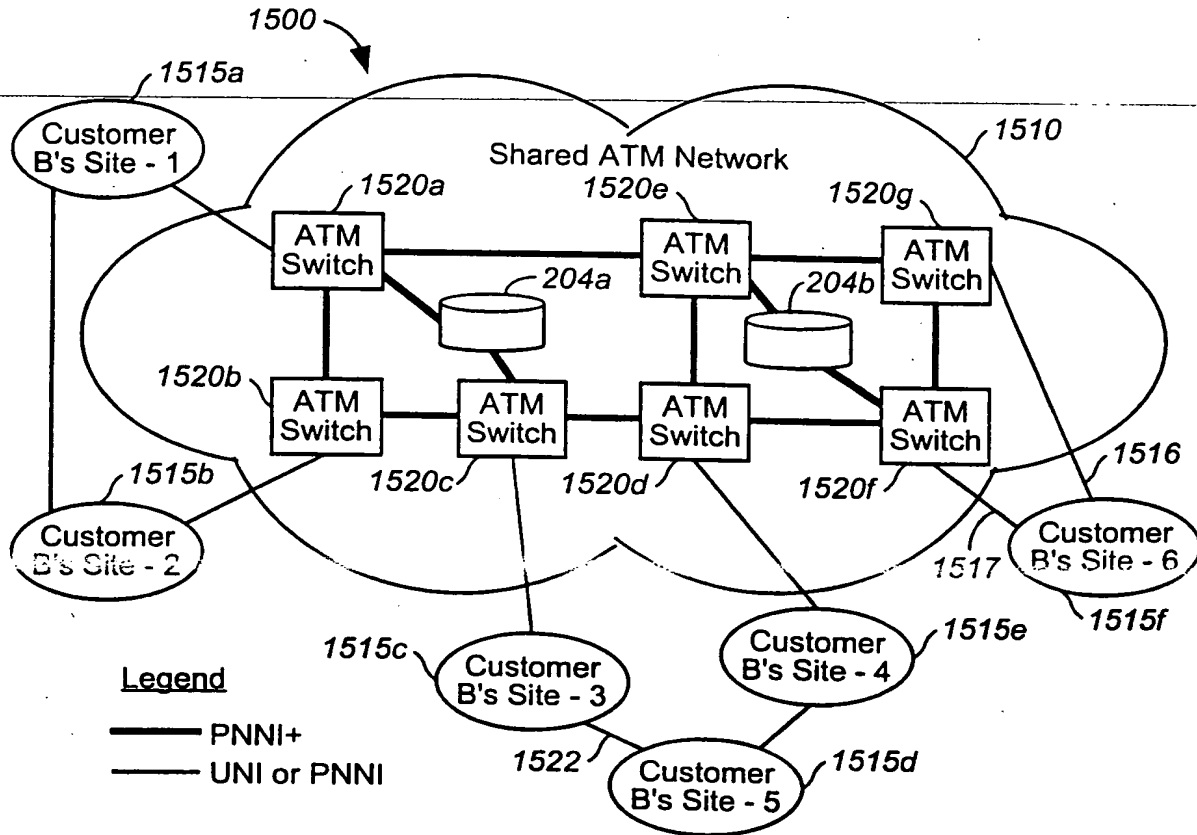 1500
1515a
Customer
B's Site - 1
1510
Shared ATM Network
1520a
1520e
1520g
ATM
Switch
ATM
Switch
ATM
Switch
204a
204b
1520b
ATM
Switch
ATM
Switch
ATM
Switch
ATM
Switch
1515b
1520c
1520d
1520f
1516
Customer
B's Site - 2
1517
Customer
B's Site - 6
1515f
1515c
Customer
B's Site - 3
Customer
B's Site - 4
1515e
Legend
PNNI+
UNI or PNNI
1522
Customer
B's Site - 5
1515d